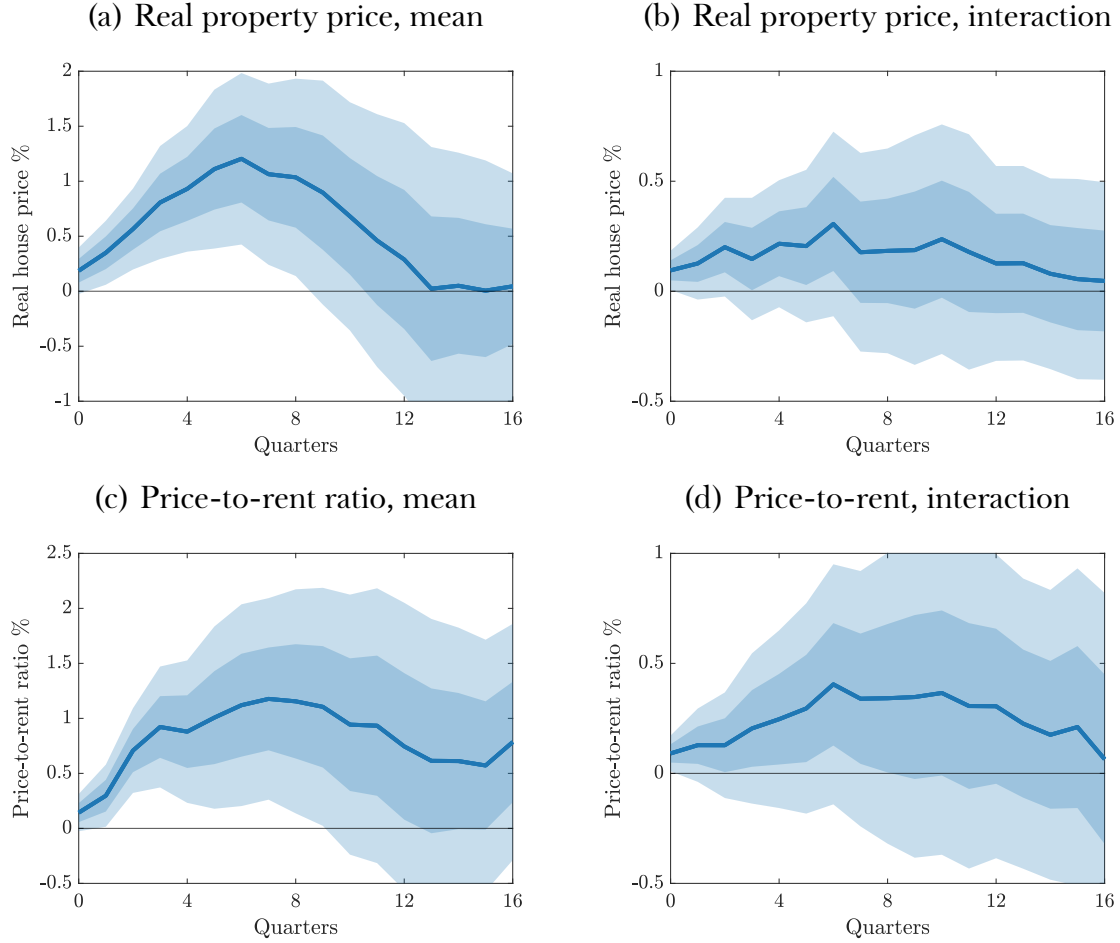 (a) Real property price, mean
(b) Real property price, interaction
2
1.5
1
0.5
0
-0.5
-1
Real house price %
0 4 8 12 16
Quarters
1
0.5
0
-0.5
Real house price %
0 4 8 12 16
Quarters
(c) Price-to-rent ratio, mean
(d) Price-to-rent, interaction
2.5
2
1.5
1
0.5
0
-0.5
Price-to-rent ratio %
0 4 8 12 16
Quarters
1
0.5
0
-0.5
Price-to-rent ratio %
0 4 8 12 16
Quarters